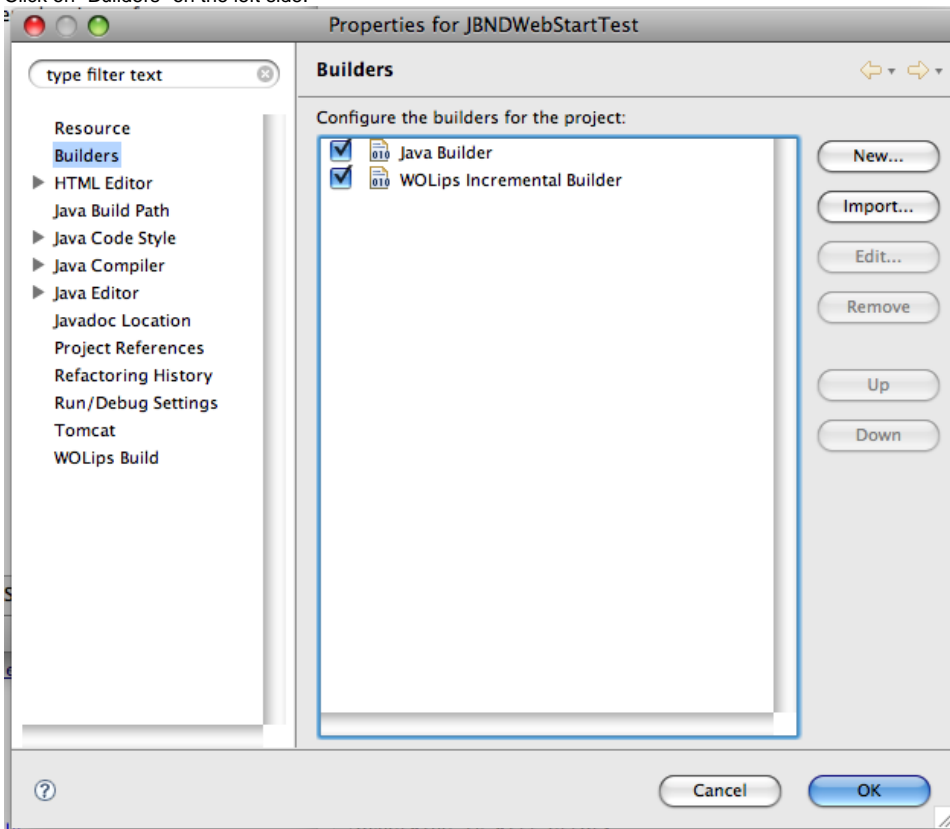 Click on "Builders" on the left side.
Properties for JBNDWebStartTest
type filter text
Resource
Builders
HTML Editor
Java Build Path
Java Code Style
Java Compiler
Java Editor
Javadoc Location
Project References
Refactoring History
Run/Debug Settings
Tomcat
WOLips Build
Builders
Configure the builders for the project:
Java Builder
WOLips Incremental Builder
New...
Import...
Edit...
Remove
Up
Down
Cancel
OK